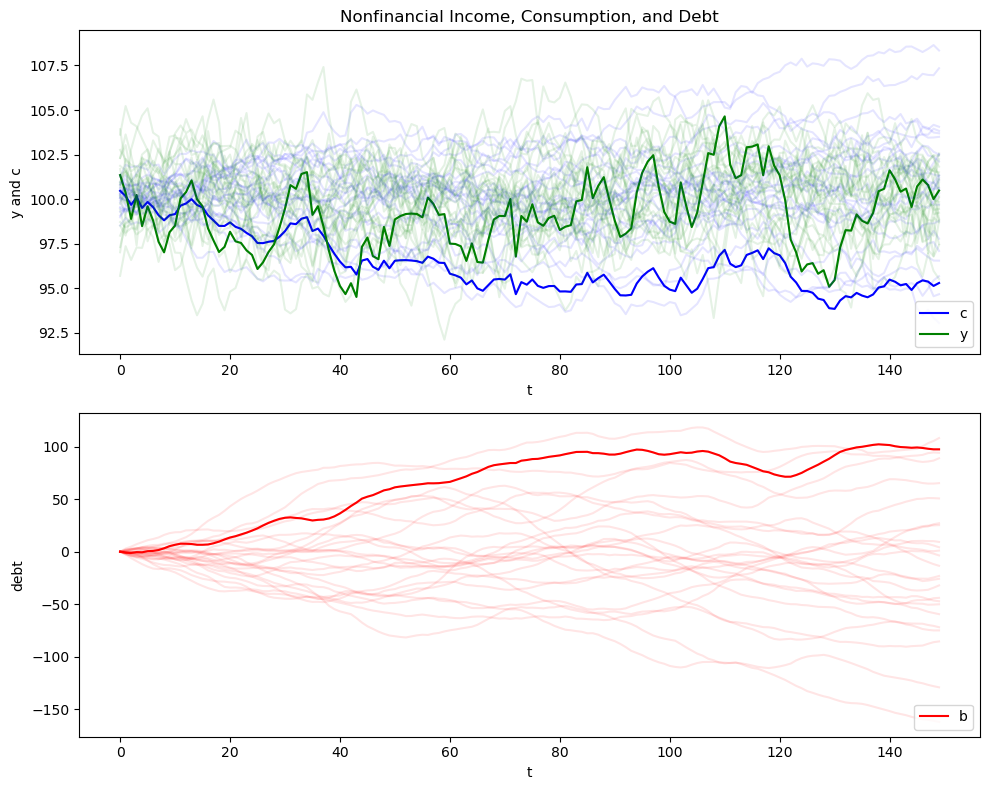 Nonfinancial Income, Consumption, and Debt
107.5
105.0
102.5
100.0
97.5
95.0
92.5
y and c
c
y
0 20 40 60 80 100 120 140
t
100
50
0
−50
−100
−150
debt
b
0 20 40 60 80 100 120 140
t